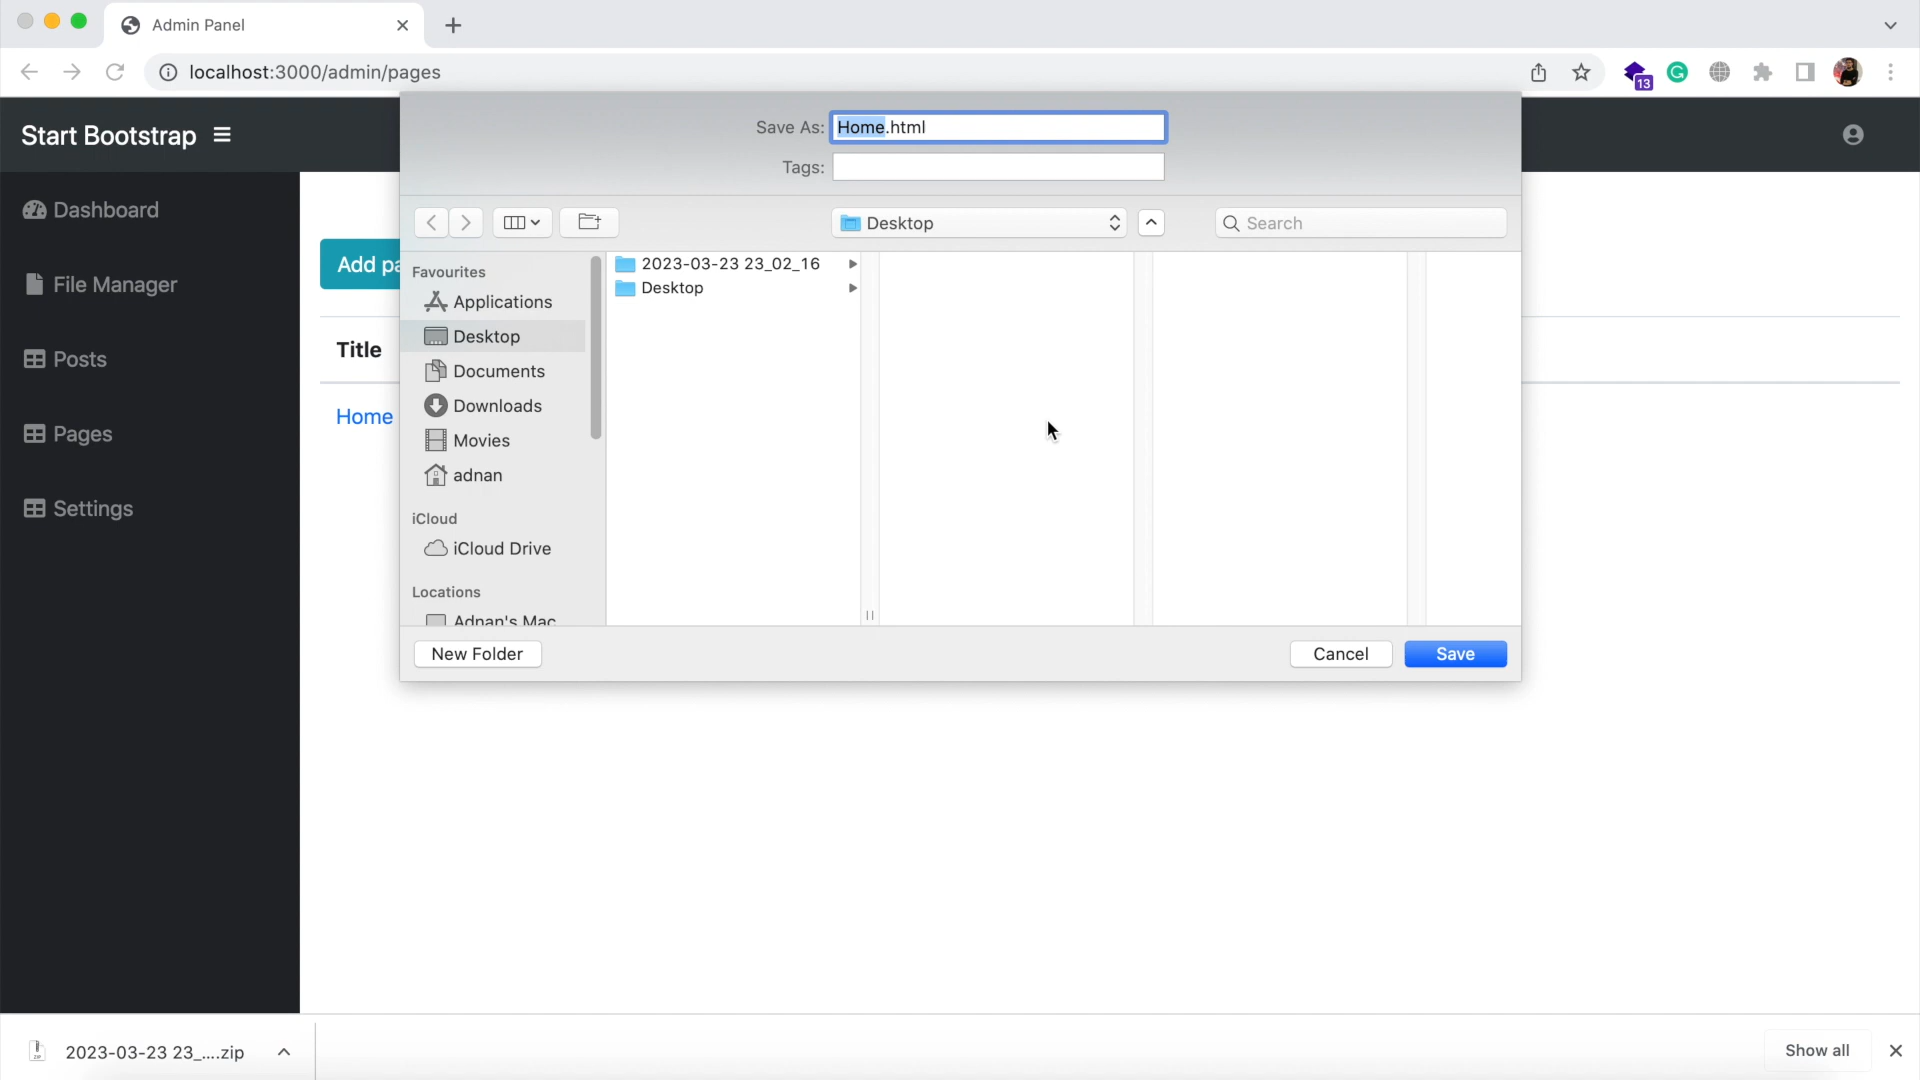 Admin Panel
localhost:3000/admin/pages
13
Start Bootstrap
Dashboard
File Manager
Posts
Pages
Settings
Add pa
Title
Home
Save As: Home.html
Tags:
Desktop
Search
Favourites
Applications
Desktop
Documents
Downloads
Movies
adnan
iCloud
iCloud Drive
Locations
Adnan's Mac
2023-03-23 23_02_16
Desktop
New Folder
Cancel
Save
2023-03-23 23_....zip
Show all